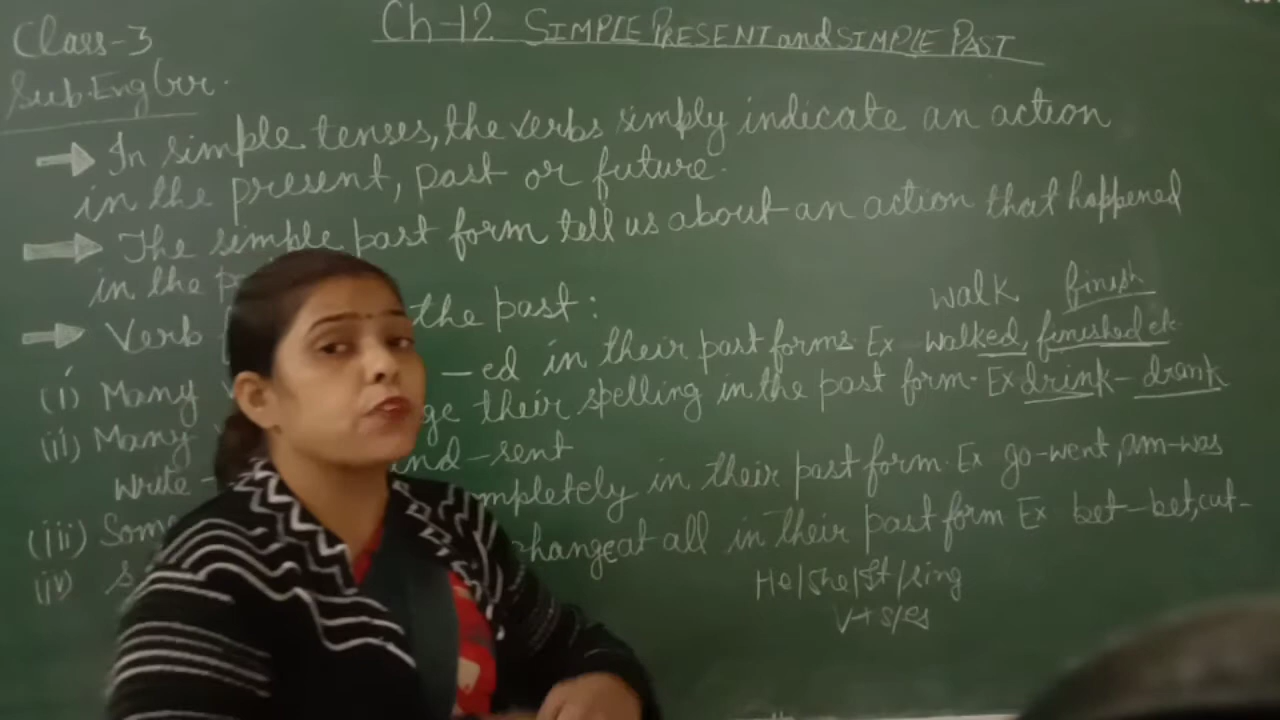 Class-3
Sub. Eng Gur.
Ch-12 SIMPLE PRESENT and SIMPLE PAST
In simple tenses, the verbs simply indicate an action
in the present, past or future.
The simple past form tell us about an action that happened
in the
Verb the past:
walk finish
(i) Many -ed in their past forms Ex walked, finished etc.
(ii) Many their spelling in the past form. Ex drink - drank
write - -sent
(iii) Some in their past form. Ex go-went, am-was
(iv) change at all in their past form Ex bet-bet, cut-
He/She/It/Sing
V+s/es